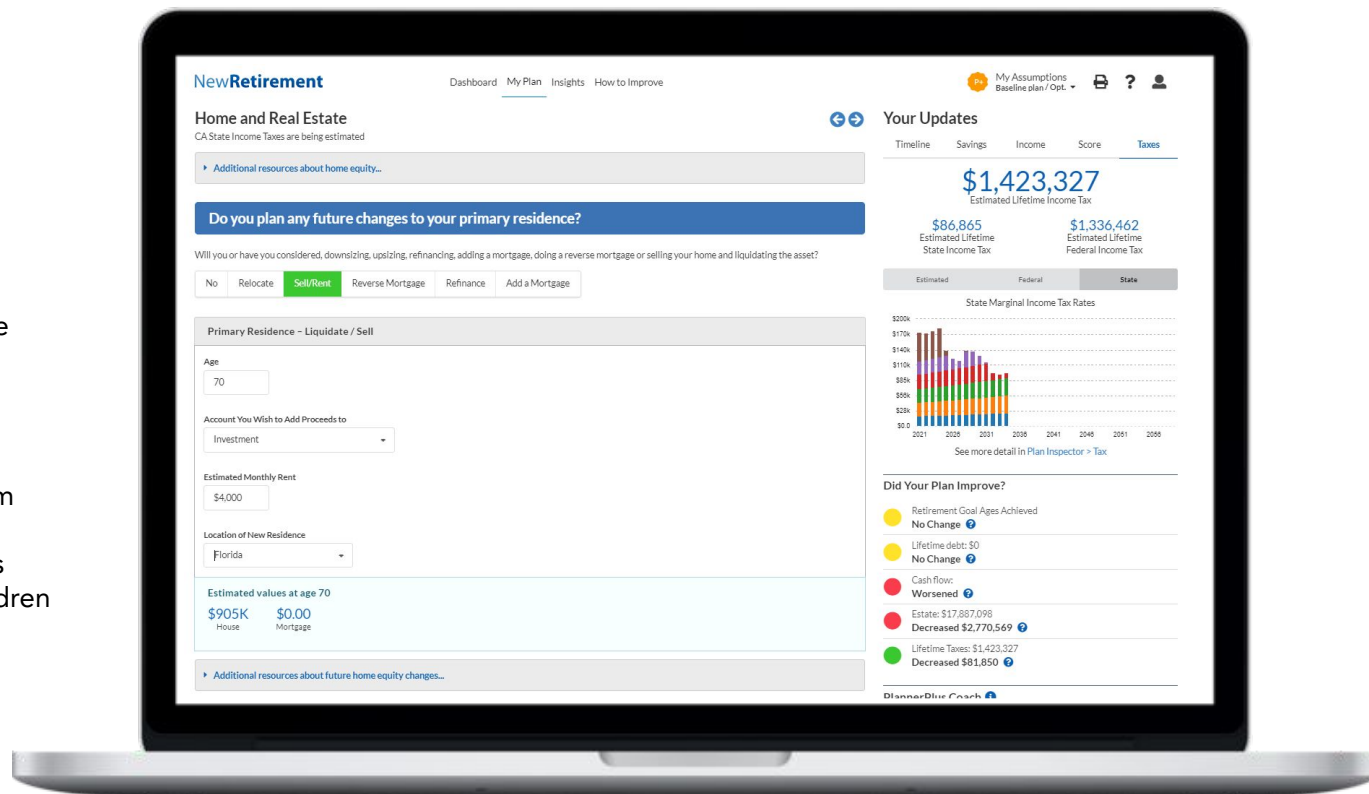 NewRetirement
Dashboard My Plan Insights How to Improve
P+
My Assumptions
Baseline plan / Opt.
?
Home and Real Estate
CA State Income Taxes are being estimated
Additional resources about home equity...
Do you plan any future changes to your primary residence?
Will you or have you considered, downsizing, upsizing, refinancing, adding a mortgage, doing a reverse mortgage or selling your home and liquidating the asset?
No Relocate Sell/Rent Reverse Mortgage Refinance Add a Mortgage
Primary Residence – Liquidate / Sell
Age
70
Account You Wish to Add Proceeds to
Investment
Estimated Monthly Rent
$4,000
Location of New Residence
Florida
Estimated values at age 70
$905K $0.00
House Mortgage
Additional resources about future home equity changes...
Your Updates
Timeline Savings Income Score Taxes
$1,423,327
Estimated Lifetime Income Tax
$86,865 $1,336,462
Estimated Lifetime Estimated Lifetime
State Income Tax Federal Income Tax
Estimated Federal State
State Marginal Income Tax Rates
$200k
$170k
$140k
$110k
$85k
$56k
$28k
$0.0
2021 2026 2031 2036 2041 2046 2051 2056
See more detail in Plan Inspector > Tax
Did Your Plan Improve?
Retirement Goal Ages Achieved
No Change ?
Lifetime debt: $0
No Change ?
Cash flow:
Worsened ?
Estate: $17,887,098
Decreased $2,770,569 ?
Lifetime Taxes: $1,423,327
Decreased $81,850 ?
PlannerPlus Coach